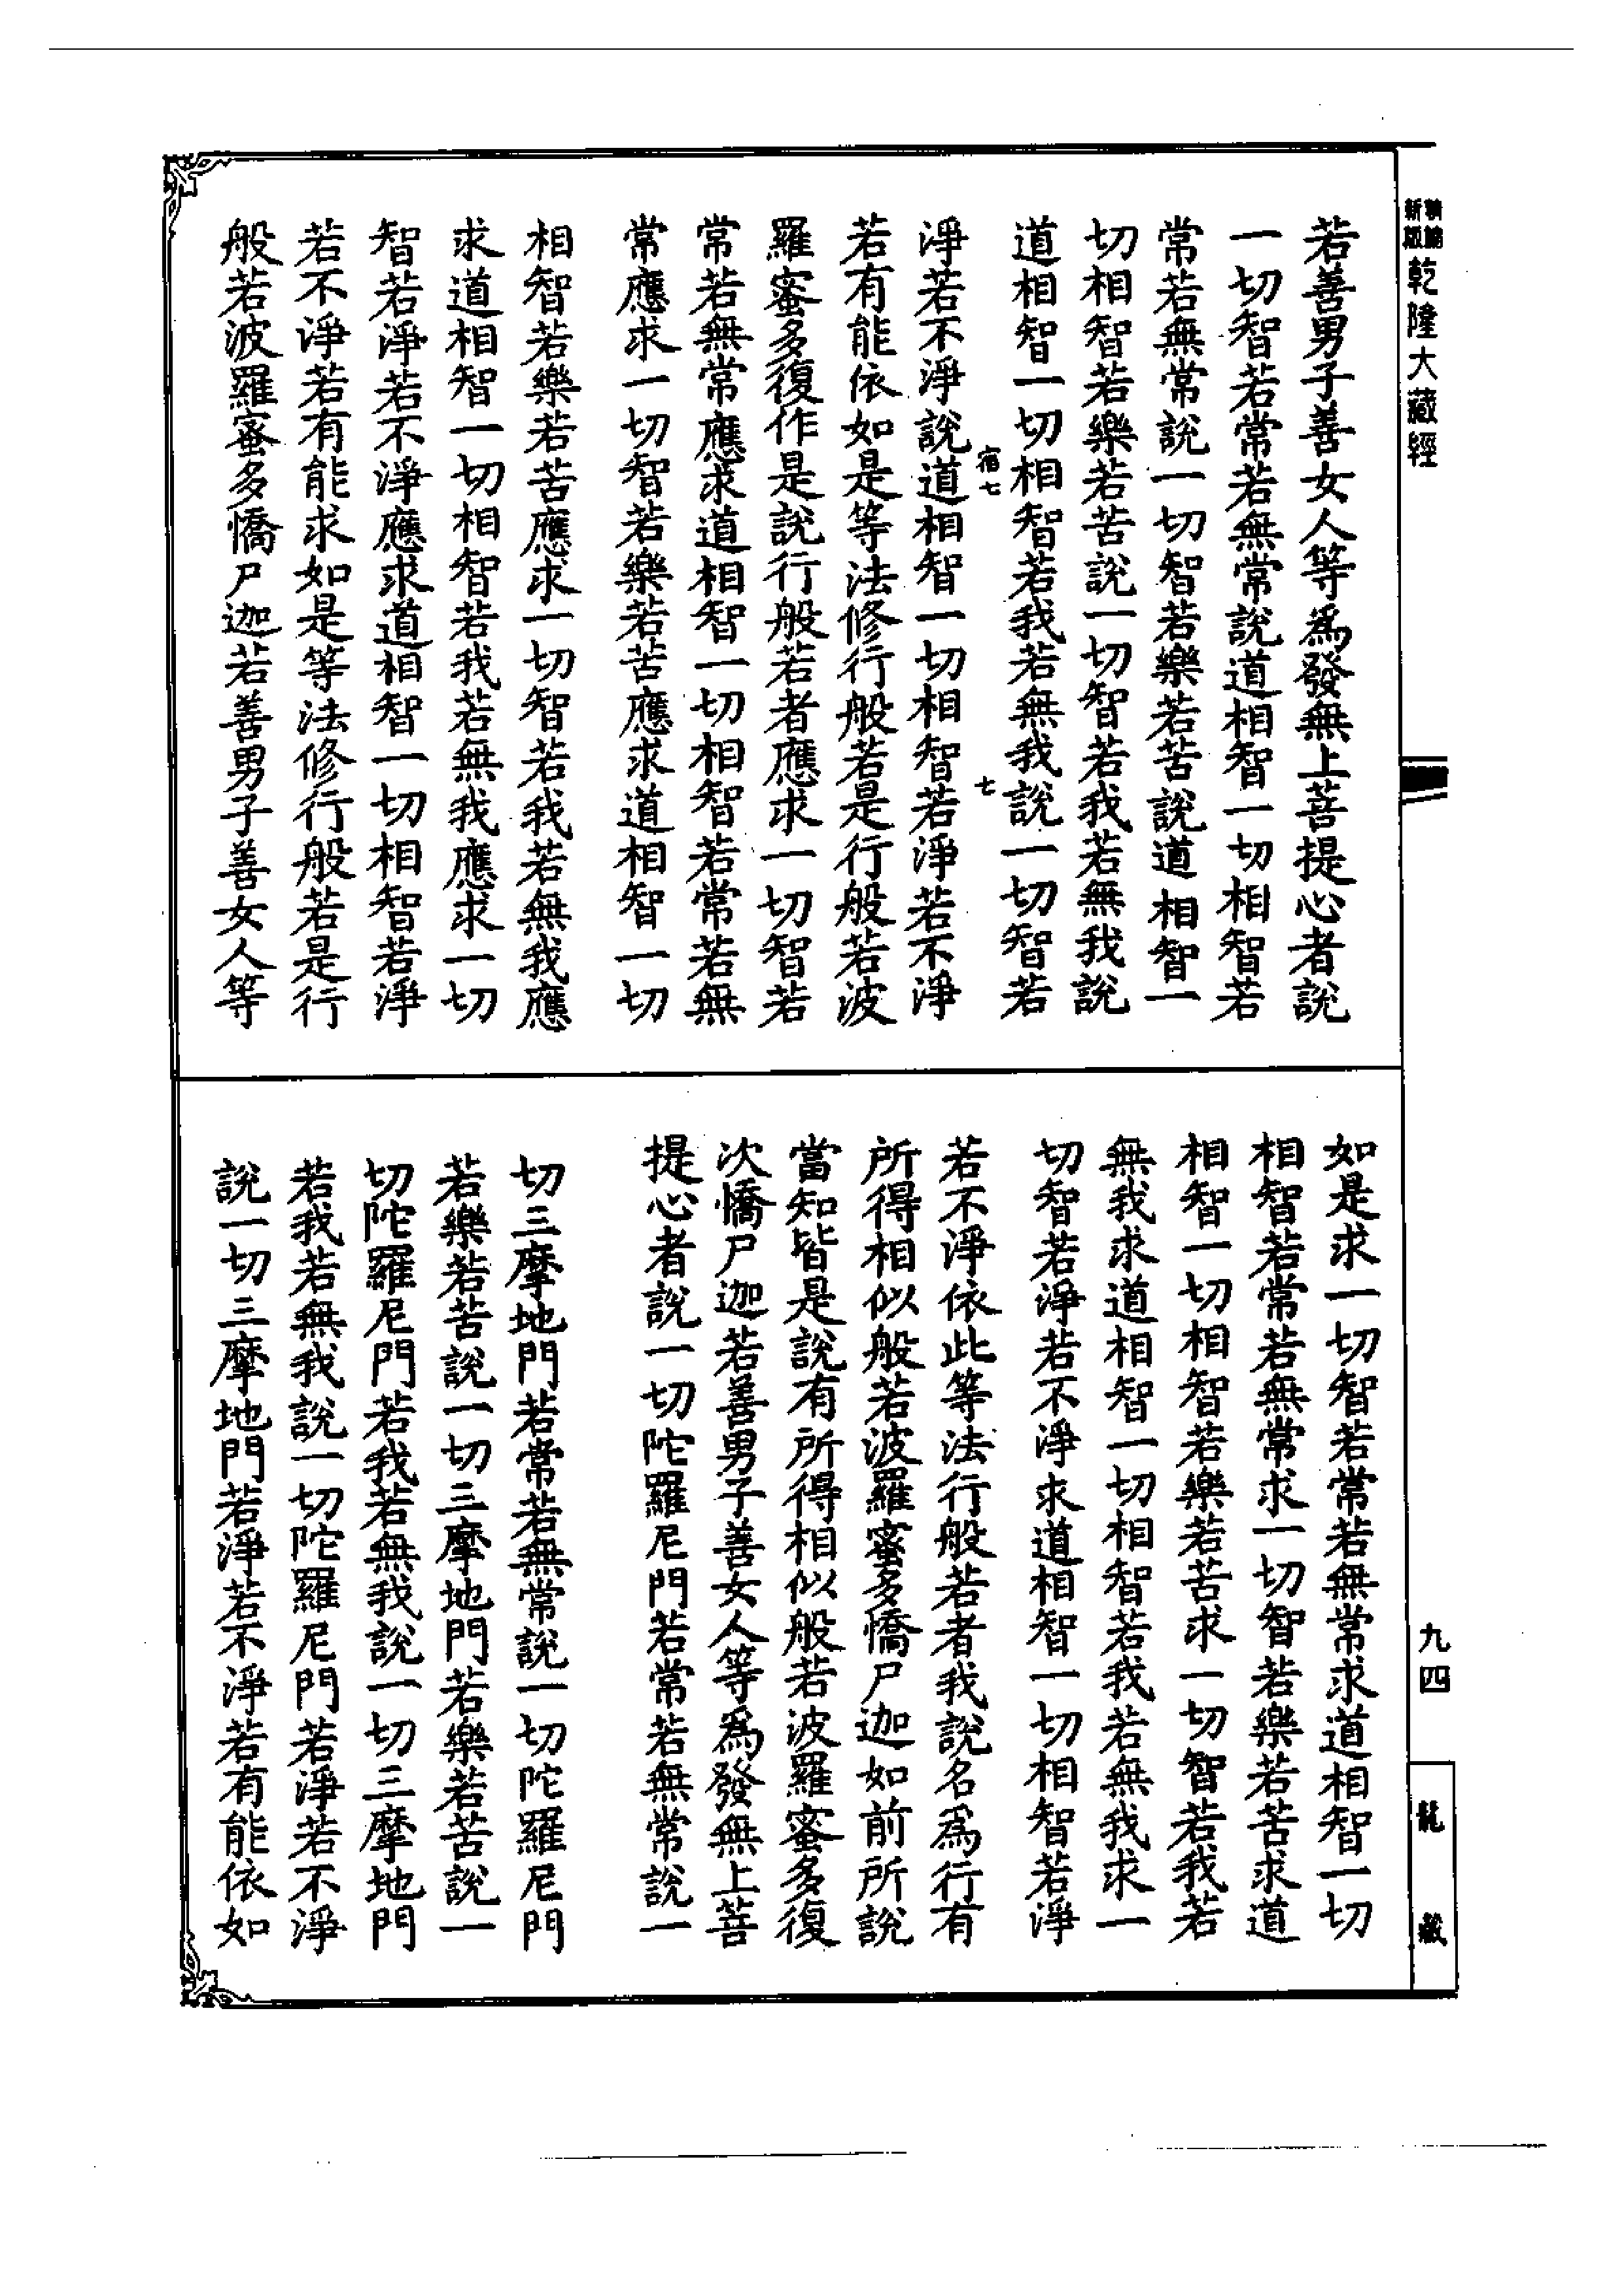 新版
精編
乾隆大藏經
若善男子善女人等為發無上菩提心者說
一切智若常若無常說道相智一切相智若
常若無常說一切智若樂若苦說道相智一
切相智若樂若苦說一切智若我若無我說
道相智一切相智若我若無我說一切智若
宿七
七
淨若不淨說道相智一切相智若淨若不淨
若有能依如是等法修行般若是行般若波
羅蜜多復作是說行般若者應求一切智若
常若無常應求道相智一切相智若常若無
常應求一切智若樂若苦應求道相智一切
相智若樂若苦應求一切智若我若無我應
求道相智一切相智若我若無我應求一切
智若淨若不淨應求道相智一切相智若淨
若不淨若有能求如是等法修行般若是行
般若波羅蜜多憍尸迦若善男子善女人等
如是求一切智若常若無常求道相智一切
相智若常若無常求一切智若樂若苦求道
相智一切相智若樂若苦求一切智若我若
無我求道相智一切相智若我若無我求一
切智若淨若不淨求道相智一切相智若淨
若不淨依此等法行般若者我說名為行有
所得相似般若波羅蜜多憍尸迦如前所說
當知皆是說有所得相似般若波羅蜜多復
次憍尸迦若善男子善女人等為發無上菩
提心者說一切陀羅尼門若常若無常說一
切三摩地門若常若無常說一切陀羅尼門
若樂若苦說一切三摩地門若樂若苦說一
切陀羅尼門若我若無我說一切三摩地門
若我若無我說一切陀羅尼門若淨若不淨
說一切三摩地門若淨若不淨若有能依如
九四
龍藏